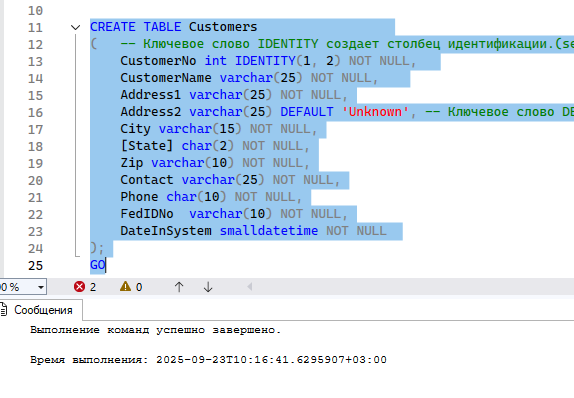 10
11 CREATE TABLE Customers
12 ( -- Ключевое слово IDENTITY создает столбец идентификации.(se
13 CustomerNo int IDENTITY(1, 2) NOT NULL,
14 CustomerName varchar(25) NOT NULL,
15 Address1 varchar(25) NOT NULL,
16 Address2 varchar(25) DEFAULT 'Unknown', -- Ключевое слово DE
17 City varchar(15) NOT NULL,
18 [State] char(2) NOT NULL,
19 Zip varchar(10) NOT NULL,
20 Contact varchar(25) NOT NULL,
21 Phone char(10) NOT NULL,
22 FedIDNo varchar(10) NOT NULL,
23 DateInSystem smalldatetime NOT NULL
24 );
25 GO
0 % 2 0
Сообщения
Выполнение команд успешно завершено.
Время выполнения: 2025-09-23T10:16:41.6295907+03:00